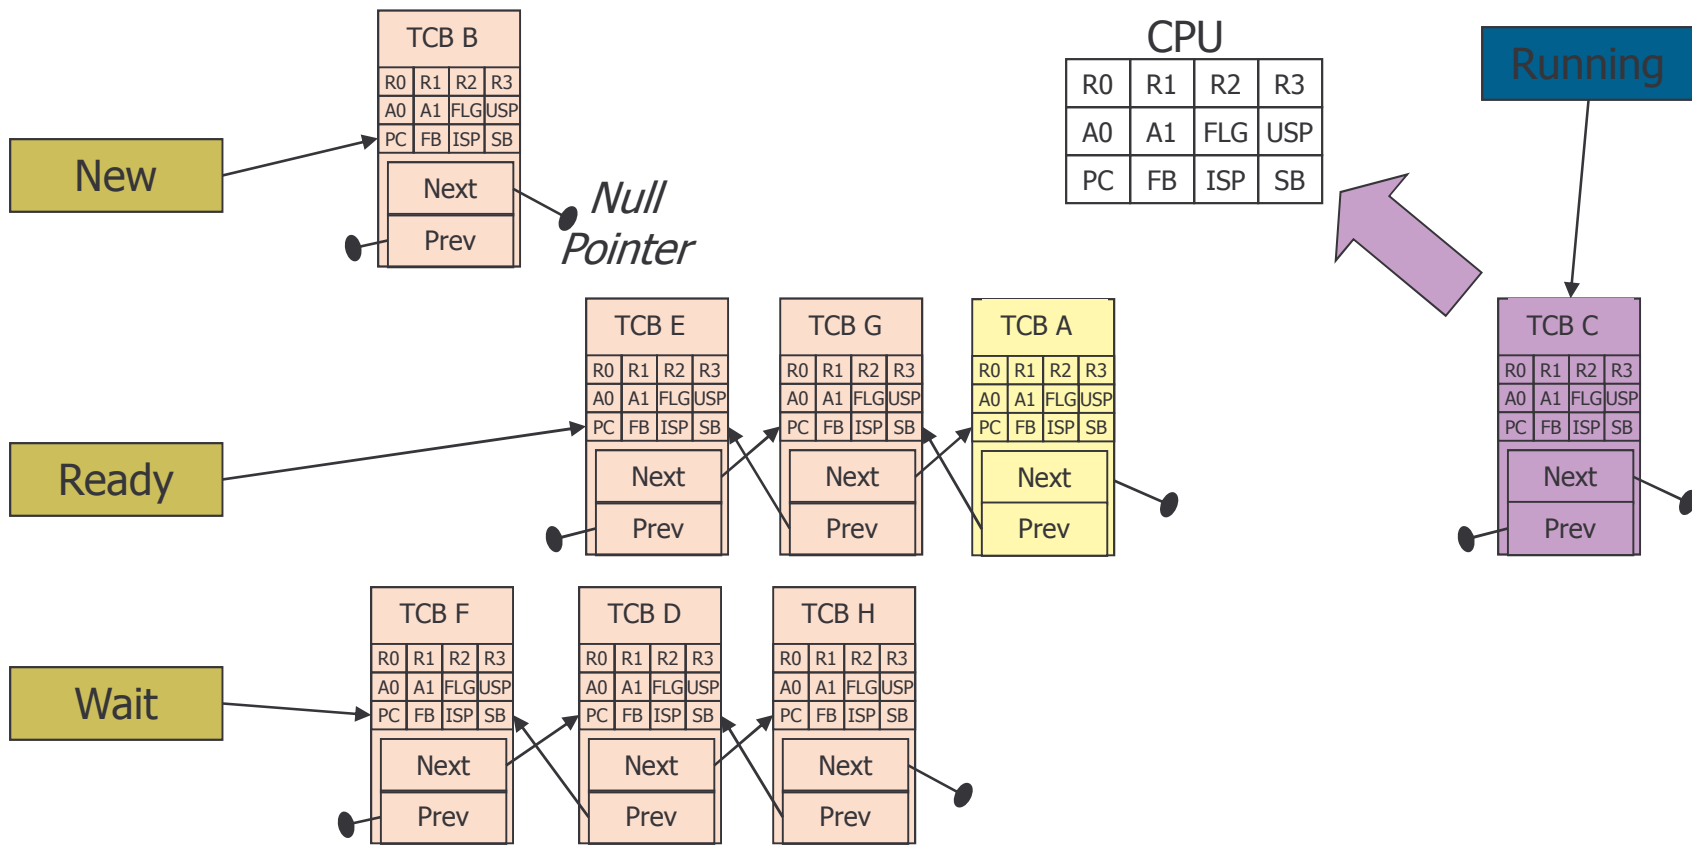 TCB B
R0 R1 R2 R3
A0 A1 FLG USP
PC FB ISP SB
Next
Prev
New
Null
Pointer
CPU
R0 R1 R2 R3
A0 A1 FLG USP
PC FB ISP SB
Running
Ready
TCB E
R0 R1 R2 R3
A0 A1 FLG USP
PC FB ISP SB
Next
Prev
TCB G
R0 R1 R2 R3
A0 A1 FLG USP
PC FB ISP SB
Next
Prev
TCB A
R0 R1 R2 R3
A0 A1 FLG USP
PC FB ISP SB
Next
Prev
TCB C
R0 R1 R2 R3
A0 A1 FLG USP
PC FB ISP SB
Next
Prev
Wait
TCB F
R0 R1 R2 R3
A0 A1 FLG USP
PC FB ISP SB
Next
Prev
TCB D
R0 R1 R2 R3
A0 A1 FLG USP
PC FB ISP SB
Next
Prev
TCB H
R0 R1 R2 R3
A0 A1 FLG USP
PC FB ISP SB
Next
Prev